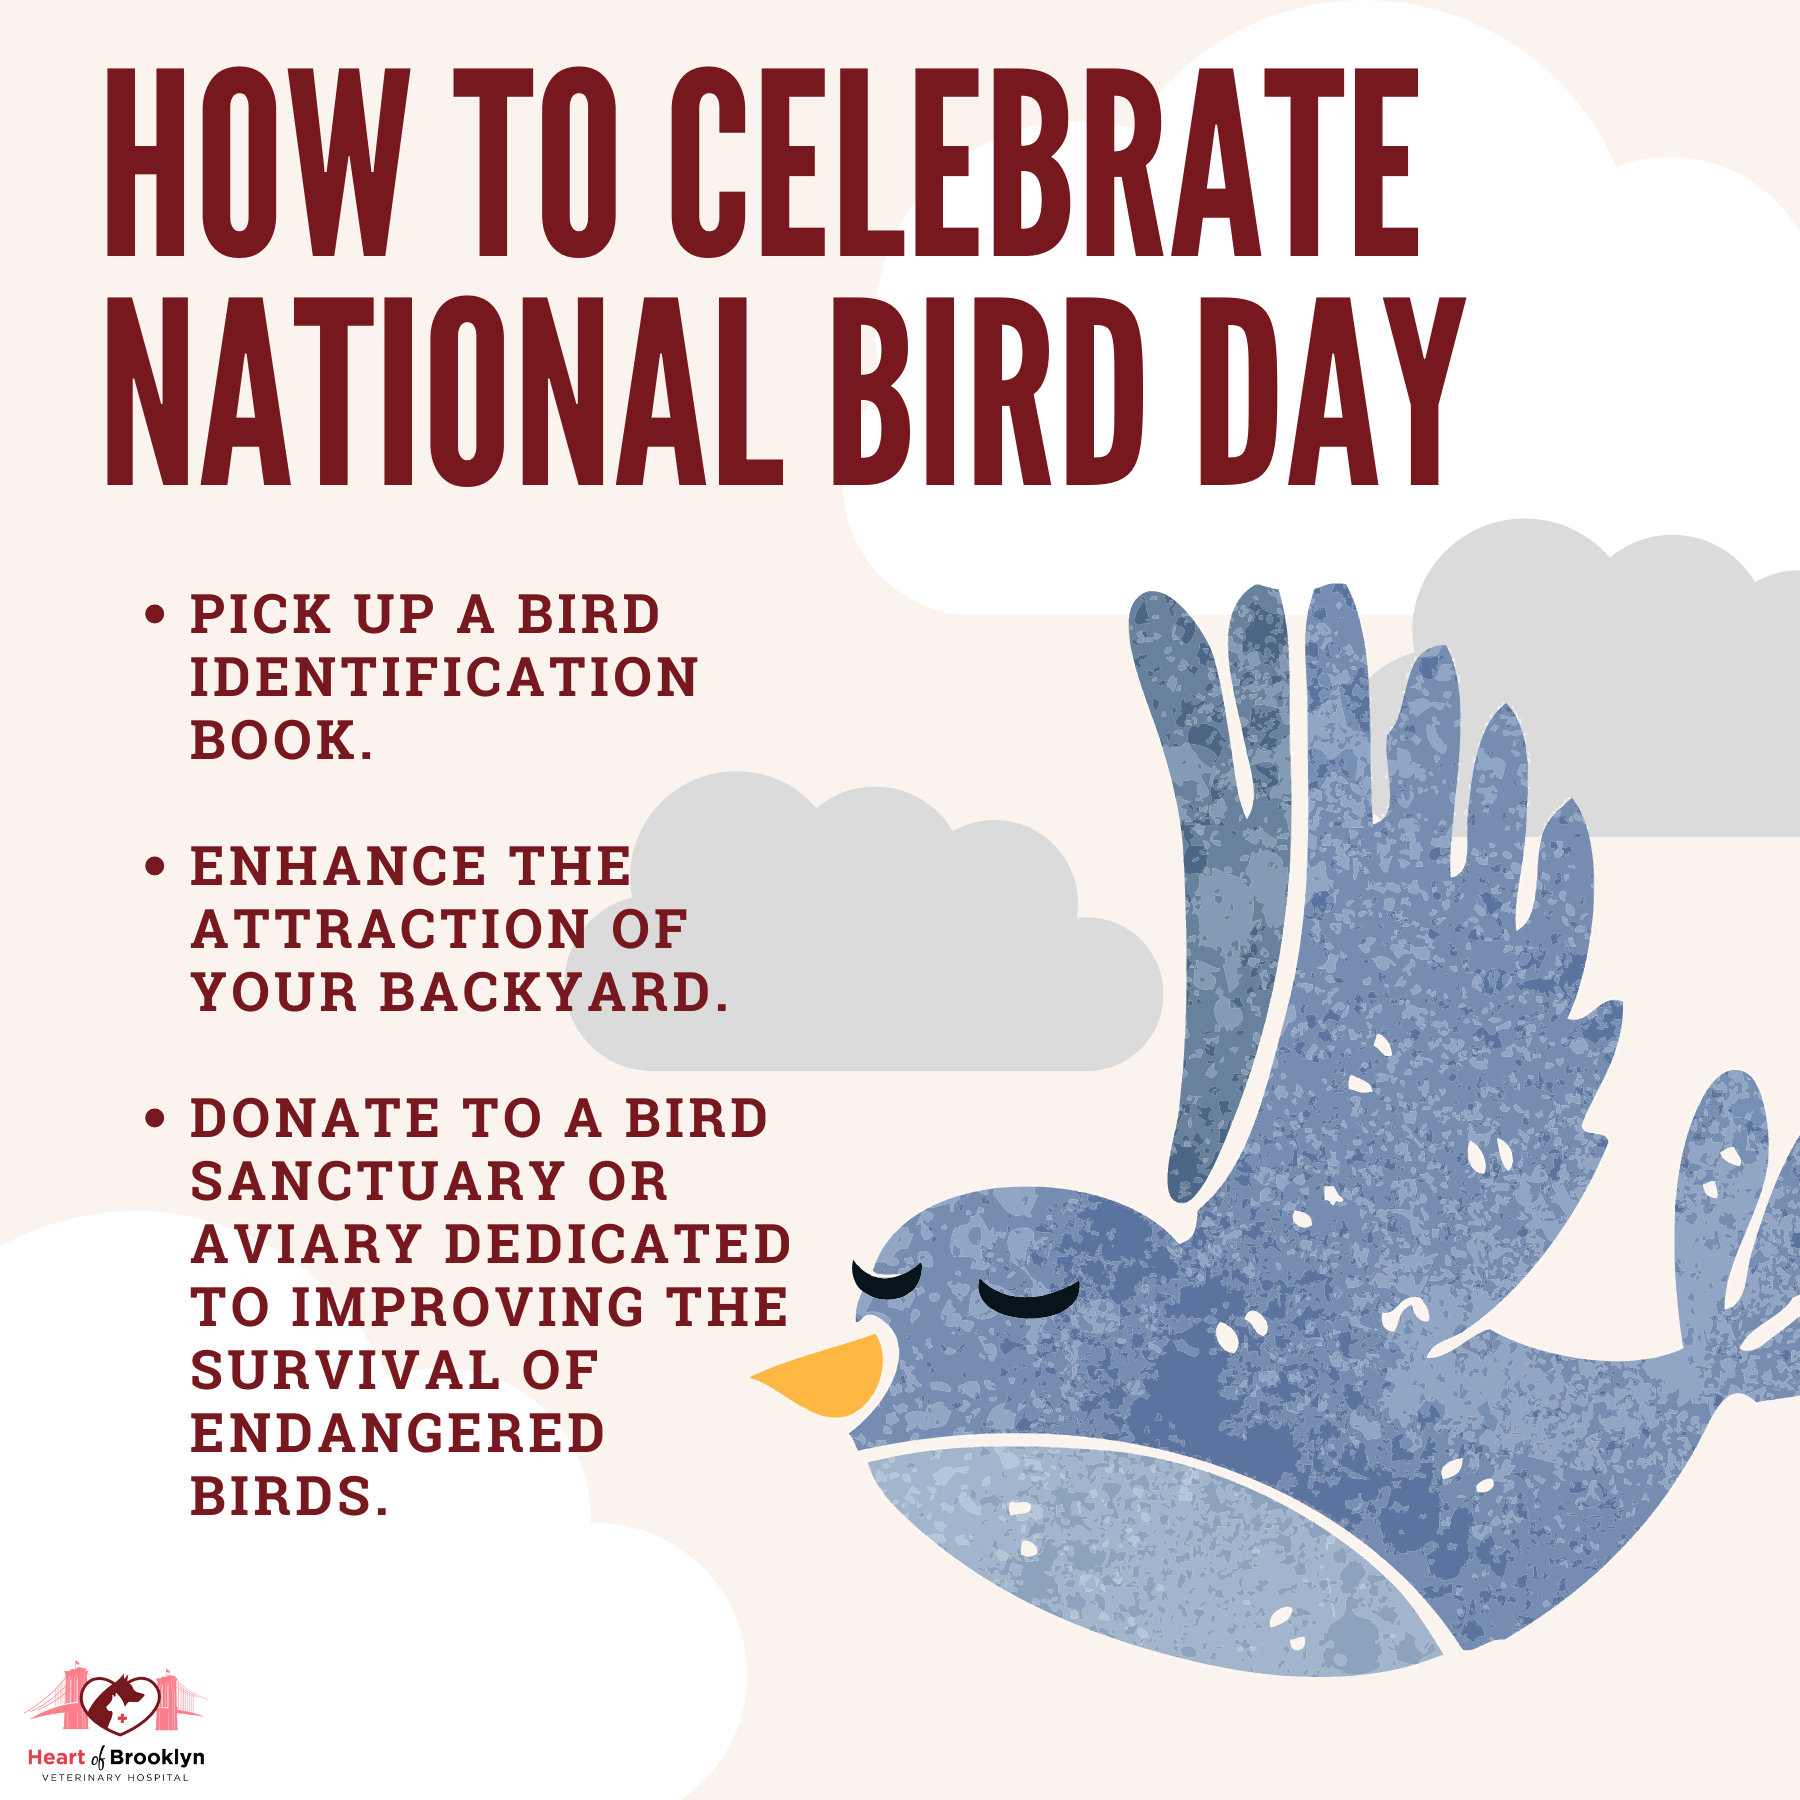 HOW TO CELEBRATE
NATIONAL BIRD DAY
• PICK UP A BIRD
IDENTIFICATION
BOOK.
• ENHANCE THE
ATTRACTION OF
YOUR BACKYARD.
• DONATE TO A BIRD
SANCTUARY OR
AVIARY DEDICATED
TO IMPROVING THE
SURVIVAL OF
ENDANGERED
BIRDS.
Heart of Brooklyn
VETERINARY HOSPITAL